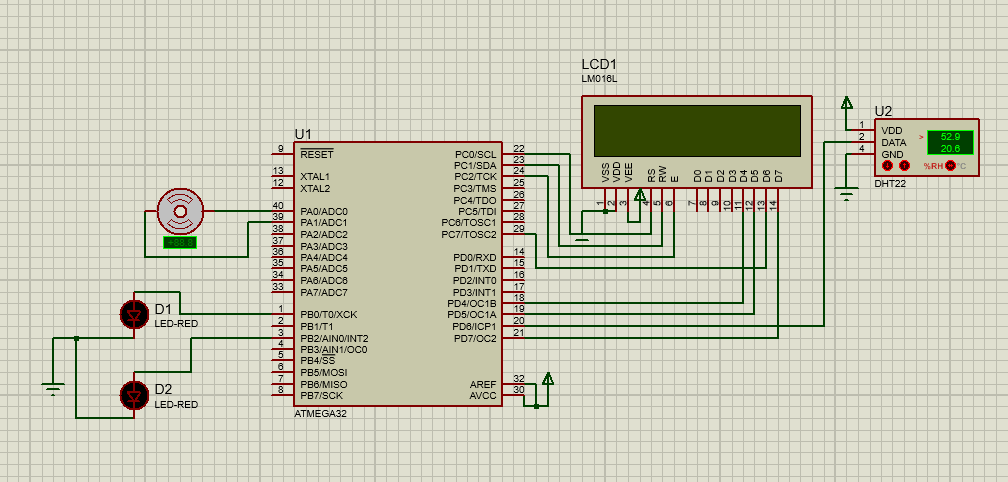 LCD1
LM016L
VSS
VDD
VEE
RS
RW
E
D0
D1
D2
D3
D4
D5
D6
D7
1
2
3
4
5
6
7
8
9
10
11
12
13
14
U2
1 VDD
2 DATA
4 GND
>
52.9
20.6
%RH
°C
DHT22
U1
9 RESET
13 XTAL1
12 XTAL2
40 PA0/ADC0
39 PA1/ADC1
38 PA2/ADC2
37 PA3/ADC3
36 PA4/ADC4
35 PA5/ADC5
34 PA6/ADC6
33 PA7/ADC7
1 PB0/T0/XCK
2 PB1/T1
3 PB2/AIN0/INT2
4 PB3/AIN1/OC0
5 PB4/SS
6 PB5/MOSI
7 PB6/MISO
8 PB7/SCK
PC0/SCL 22
PC1/SDA 23
PC2/TCK 24
PC3/TMS 25
PC4/TDO 26
PC5/TDI 27
PC6/TOSC1 28
PC7/TOSC2 29
PD0/RXD 14
PD1/TXD 15
PD2/INT0 16
PD3/INT1 17
PD4/OC1B 18
PD5/OC1A 19
PD6/ICP1 20
PD7/OC2 21
AREF 32
AVCC 30
ATMEGA32
D1
LED-RED
D2
LED-RED